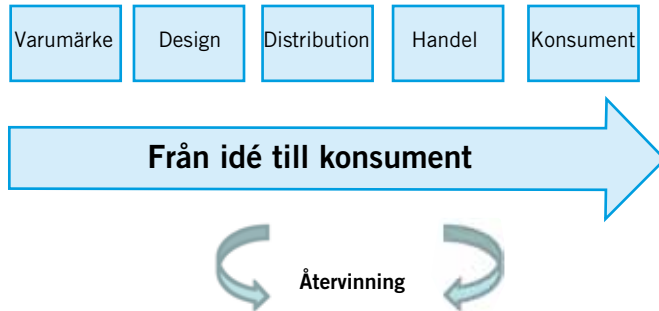 Varumärke
Design
Distribution
Handel
Konsument
Från idé till konsument
Återvinning